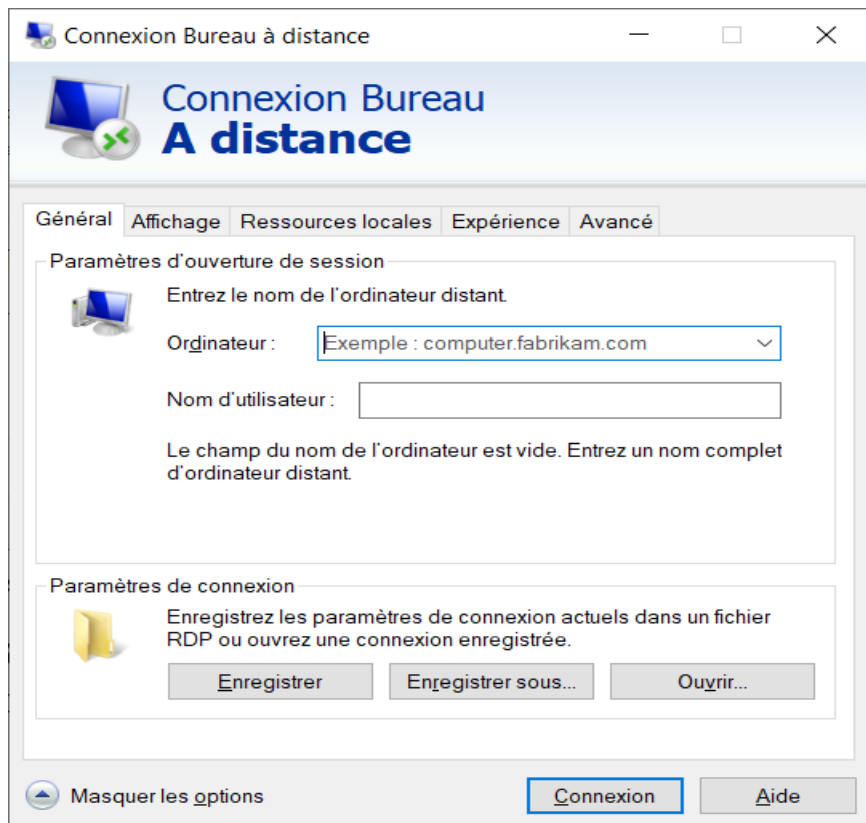 Connexion Bureau à distance
Connexion Bureau
A distance
Général Affichage Ressources locales Expérience Avancé
Paramètres d'ouverture de session
Entrez le nom de l'ordinateur distant.
Ordinateur : Exemple : computer.fabrikam.com
Nom d'utilisateur :
Le champ du nom de l'ordinateur est vide. Entrez un nom complet
d'ordinateur distant.
Paramètres de connexion
Enregistrez les paramètres de connexion actuels dans un fichier
RDP ou ouvrez une connexion enregistrée.
Enregistrer Enregistrer sous... Ouvrir...
Masquer les options Connexion Aide